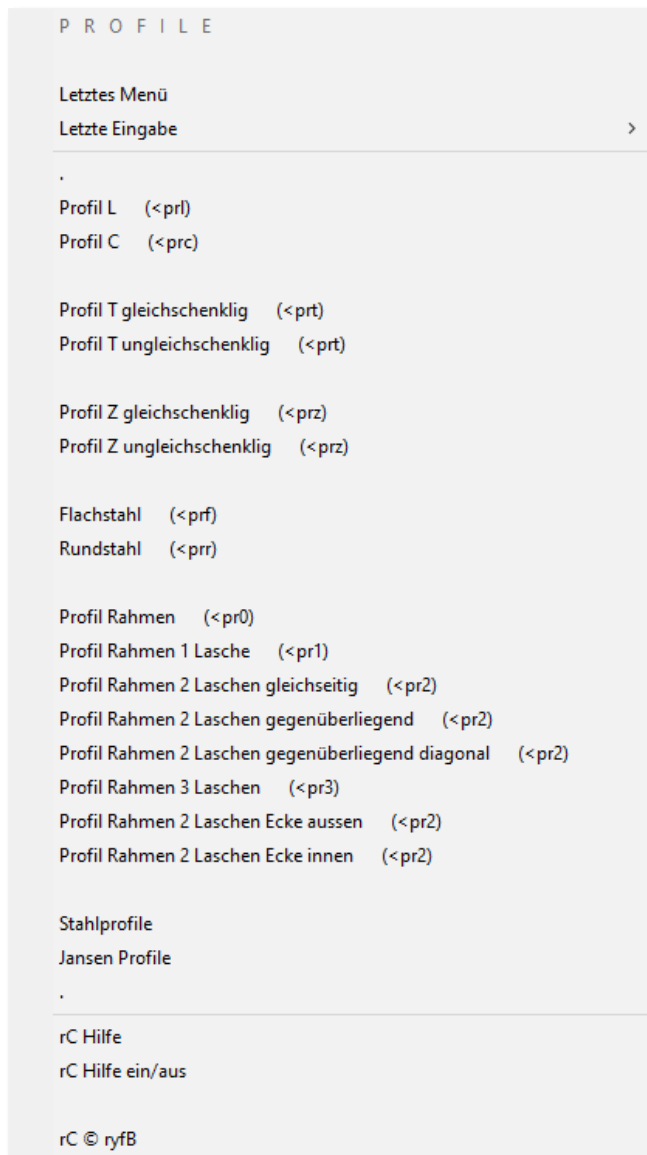 P R O F I L E
Letztes Menü
Letzte Eingabe >
.
Profil L (<prl)
Profil C (<prc)
Profil T gleichschenklig (<prt)
Profil T ungleichschenklig (<prt)
Profil Z gleichschenklig (<prz)
Profil Z ungleichschenklig (<prz)
Flachstahl (<prf)
Rundstahl (<prr)
Profil Rahmen (<pr0)
Profil Rahmen 1 Lasche (<pr1)
Profil Rahmen 2 Laschen gleichseitig (<pr2)
Profil Rahmen 2 Laschen gegenüberliegend (<pr2)
Profil Rahmen 2 Laschen gegenüberliegend diagonal (<pr2)
Profil Rahmen 3 Laschen (<pr3)
Profil Rahmen 2 Laschen Ecke aussen (<pr2)
Profil Rahmen 2 Laschen Ecke innen (<pr2)
Stahlprofile
Jansen Profile
.
rC Hilfe
rC Hilfe ein/aus
rC © ryfB